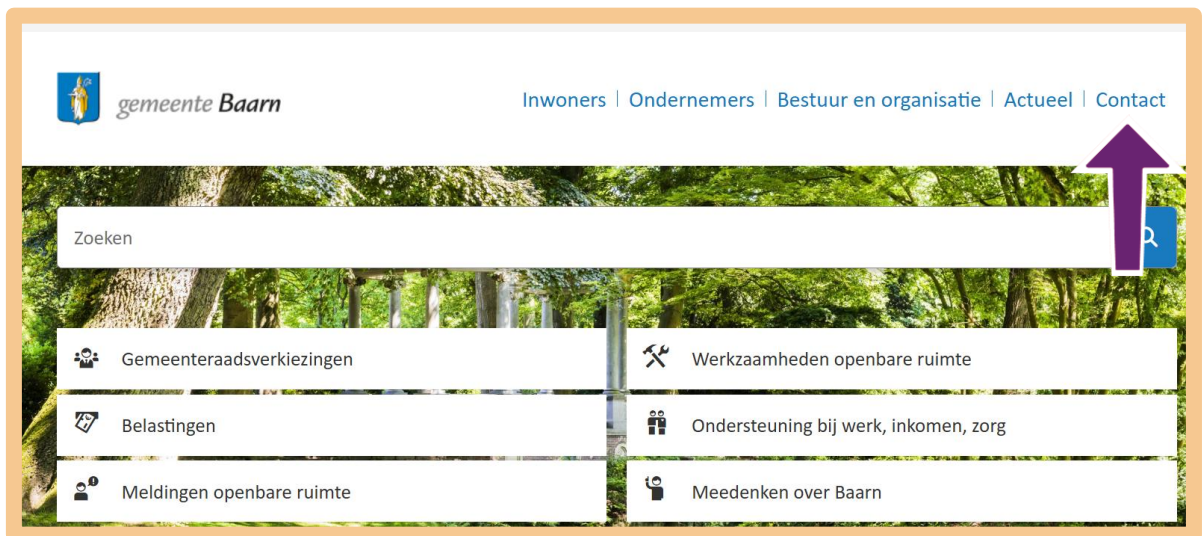 gemeente Baarn
Inwoners | Ondernemers | Bestuur en organisatie | Actueel | Contact
Zoeken
Gemeenteraadsverkiezingen
Werkzaamheden openbare ruimte
Belastingen
Ondersteuning bij werk, inkomen, zorg
Meldingen openbare ruimte
Meedenken over Baarn